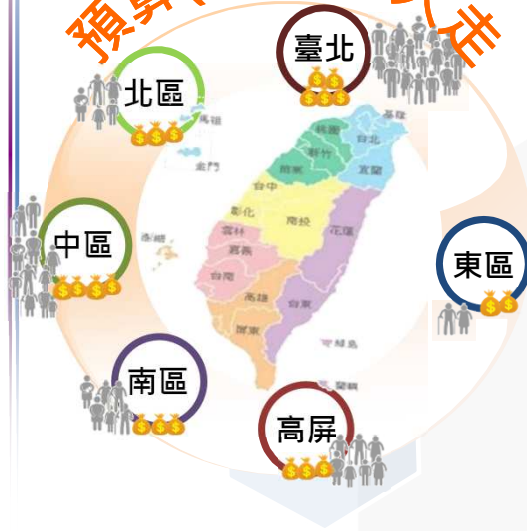 預算
人走
臺北
北區
中區
東區
南區
高屏
馬祖
金門
澎湖
基隆
桃園
台北
新竹
苗栗
宜蘭
台中
彰化
南投
花蓮
雲林
嘉義
台南
高雄
台東
屏東
綠島
蘭嶼